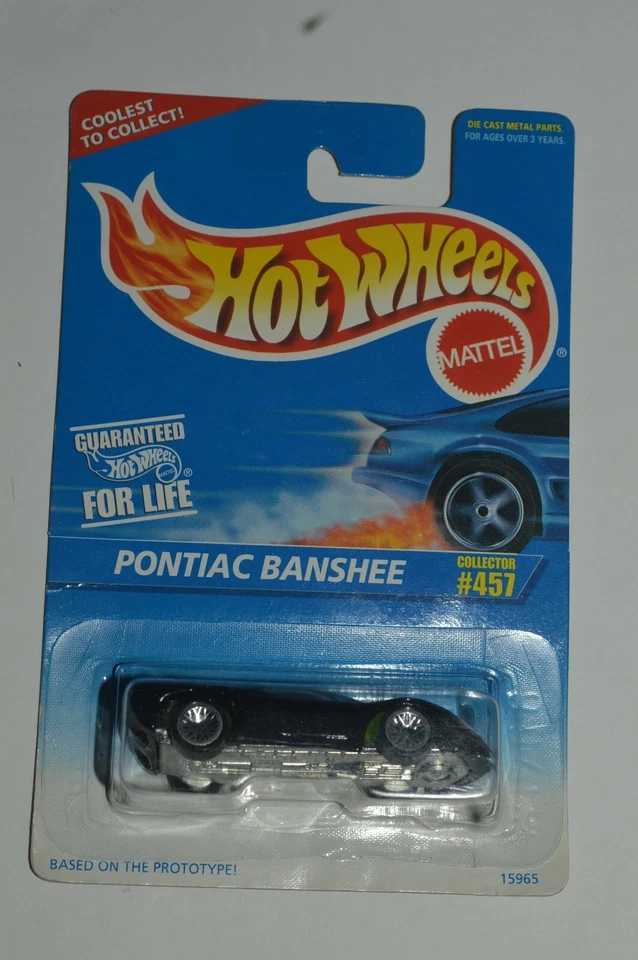 COOLEST
TO COLLECT!
DIE CAST METAL PARTS.
FOR AGES OVER 3 YEARS.
HOT WHEELS
MATTEL
®
GUARANTEED
HOT WHEELS
MATTEL
®
FOR LIFE
PONTIAC BANSHEE
COLLECTOR
#457
BASED ON THE PROTOTYPE!
15965